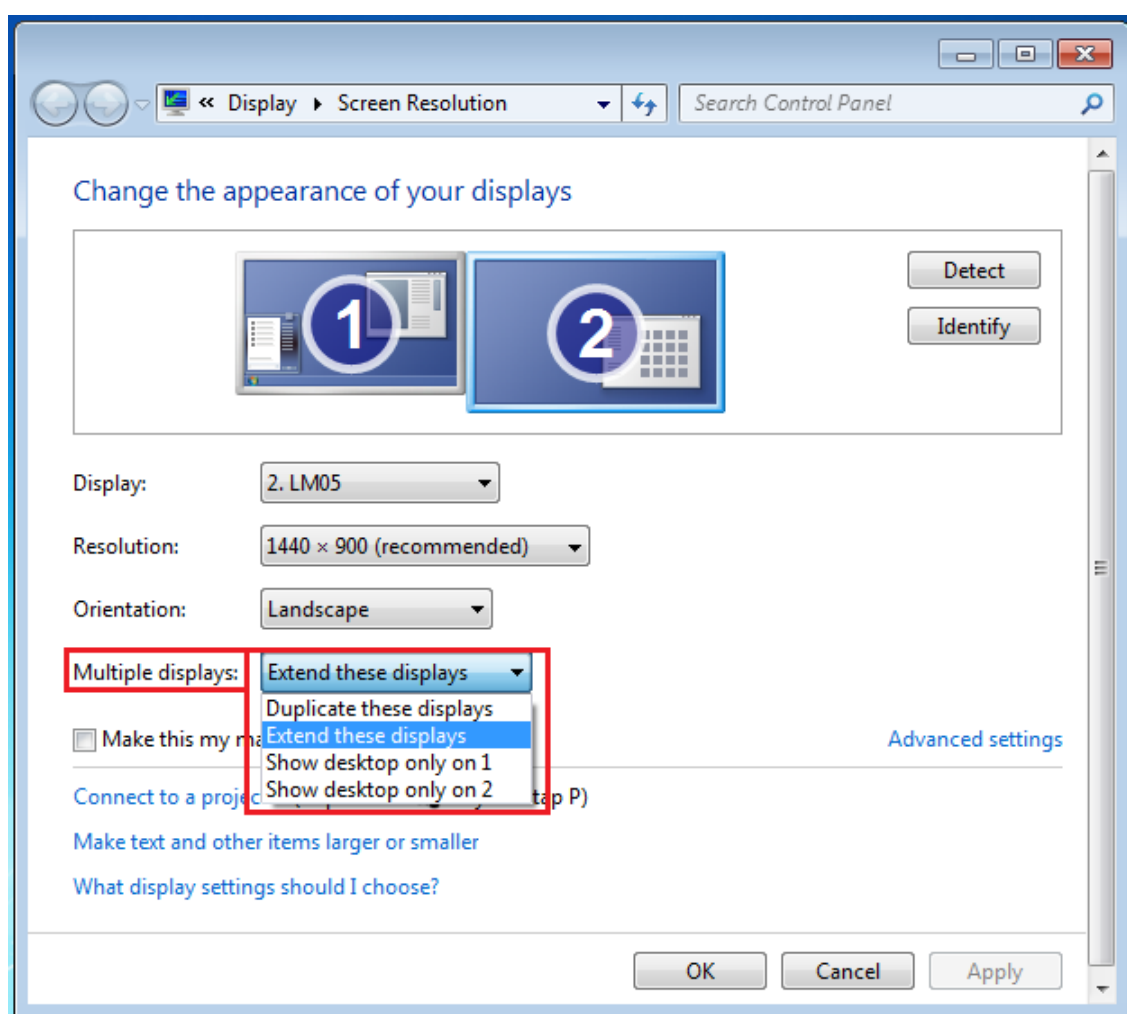 « Display ▸ Screen Resolution
Search Control Panel
Change the appearance of your displays
1
2
Detect
Identify
Display: 2. LM05
Resolution: 1440 × 900 (recommended)
Orientation: Landscape
Multiple displays: Extend these displays
Duplicate these displays
Make this my Extend these displays Advanced settings
Show desktop only on 1
Connect to a Show desktop only on 2 tap P)
Make text and other items larger or smaller
What display settings should I choose?
OK Cancel Apply